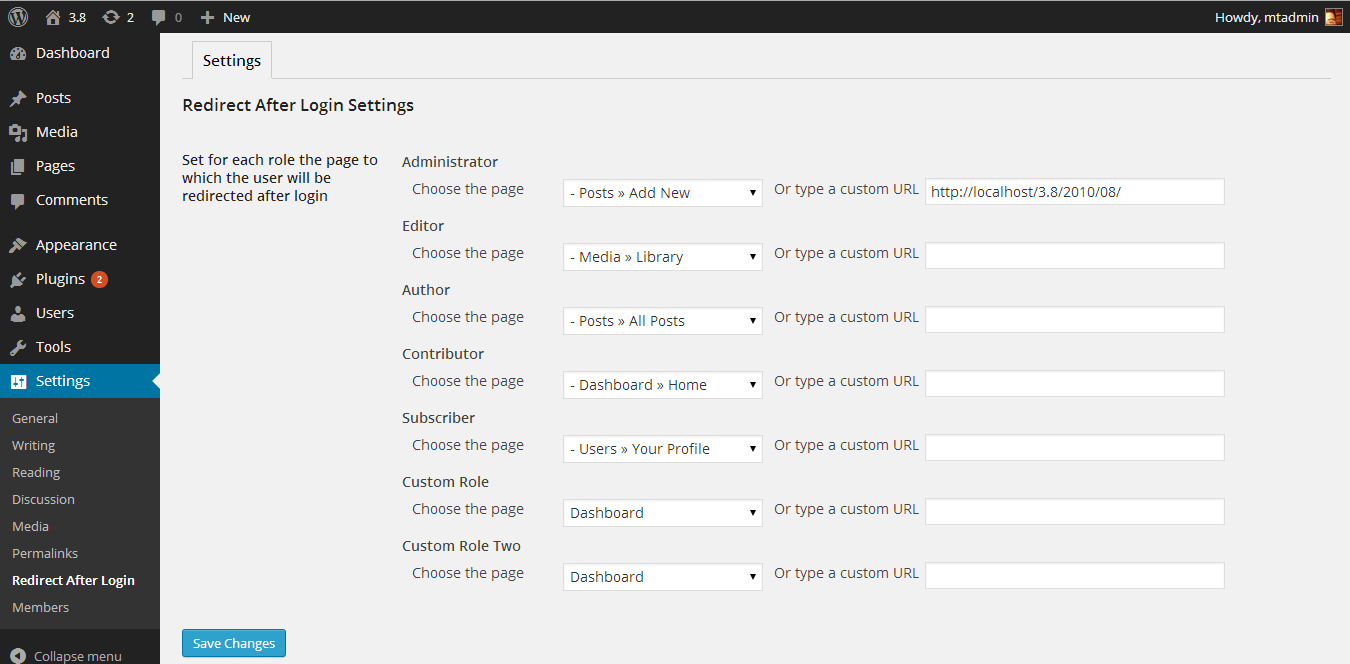 3.8 2 0 New Howdy, mtadmin
Dashboard
Posts
Media
Pages
Comments
Appearance
Plugins 2
Users
Tools
Settings
General
Writing
Reading
Discussion
Media
Permalinks
Redirect After Login
Members
Collapse menu
Settings
Redirect After Login Settings
Set for each role the page to
which the user will be
redirected after login
Administrator
Choose the page - Posts » Add New Or type a custom URL http://localhost/3.8/2010/08/
Editor
Choose the page - Media » Library Or type a custom URL
Author
Choose the page - Posts » All Posts Or type a custom URL
Contributor
Choose the page - Dashboard » Home Or type a custom URL
Subscriber
Choose the page - Users » Your Profile Or type a custom URL
Custom Role
Choose the page Dashboard Or type a custom URL
Custom Role Two
Choose the page Dashboard Or type a custom URL
Save Changes